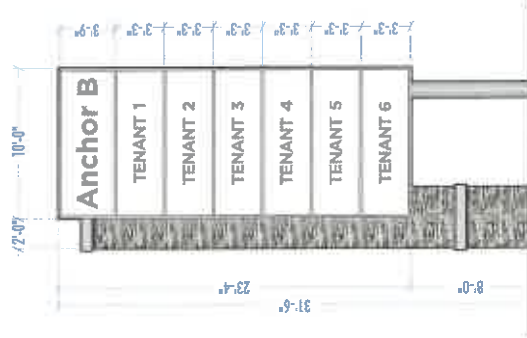 3'-9"
3'-3"
3'-3"
3'-3"
3'-3"
3'-3"
3'-3"
10'-0"
2'-0"
Anchor B
TENANT 1
TENANT 2
TENANT 3
TENANT 4
TENANT 5
TENANT 6
23'-4"
8'-0"
31'-6"